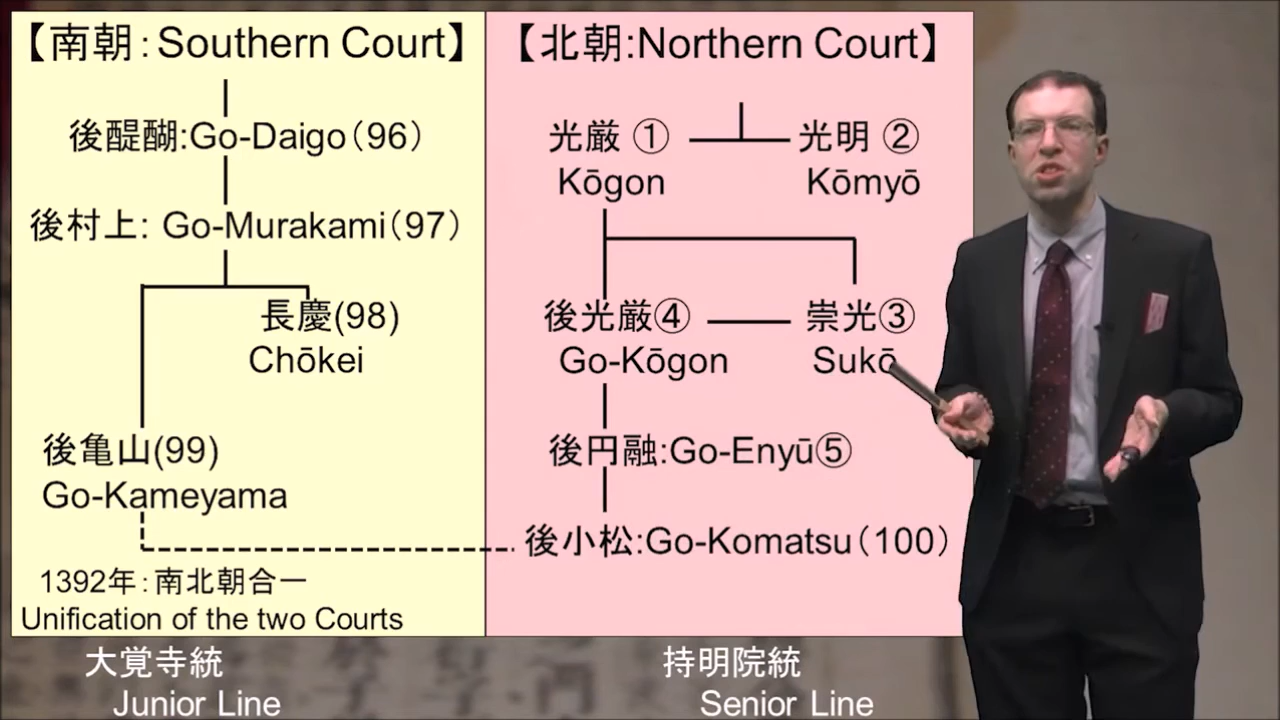 【南朝：Southern Court】
後醍醐:Go-Daigo（96）
後村上: Go-Murakami（97）
長慶(98)
Chōkei
後亀山(99)
Go-Kameyama
1392年：南北朝合一
Unification of the two Courts
大覚寺統
Junior Line
【北朝:Northern Court】
光厳 ①
Kōgon
光明 ②
Kōmyō
後光厳④
Go-Kōgon
崇光③
Sukō
後円融:Go-Enyū⑤
後小松:Go-Komatsu（100）
持明院統
Senior Line